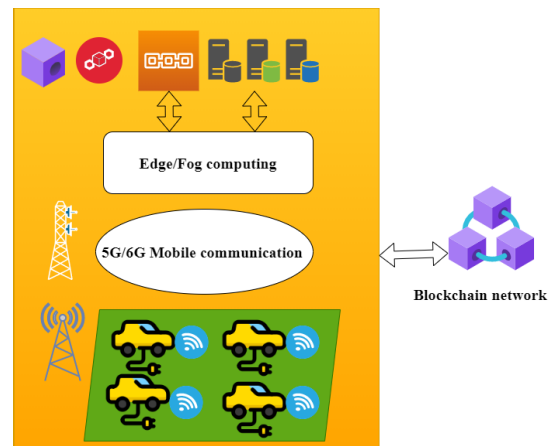 Edge/Fog computing
5G/6G Mobile communication
Blockchain network